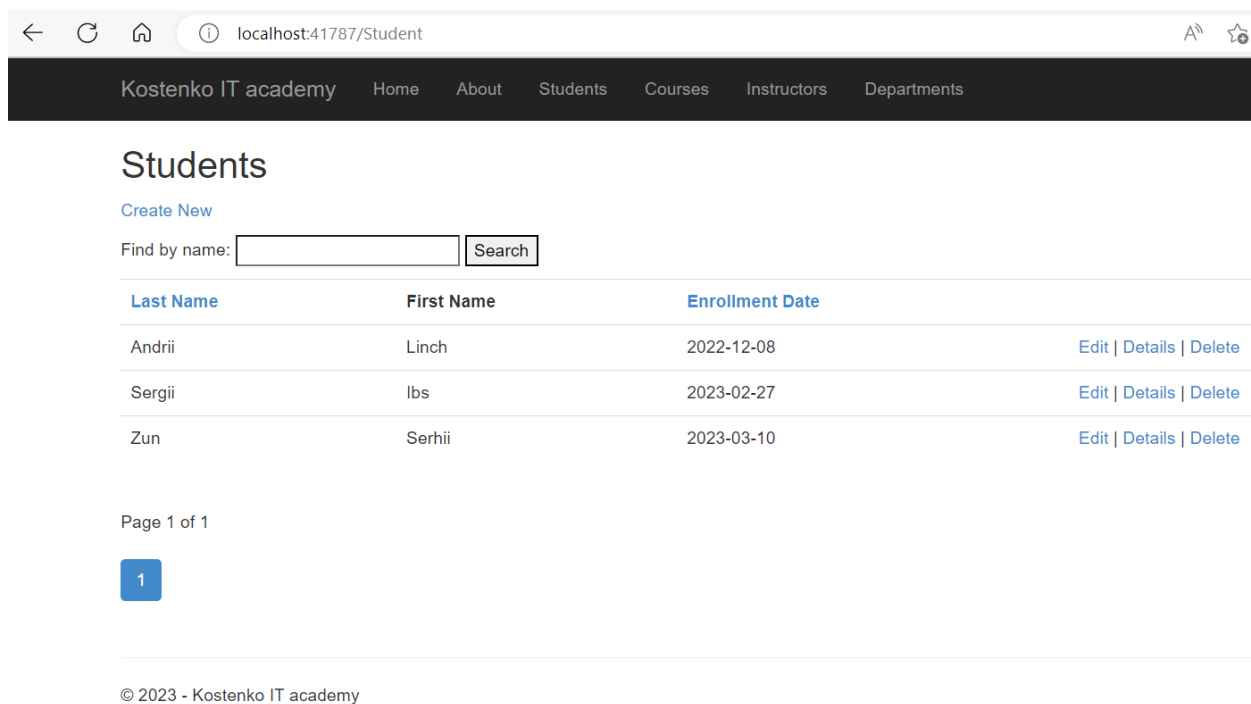 localhost:41787/Student
Kostenko IT academy Home About Students Courses Instructors Departments
Students
Create New
Find by name: Search
Last Name First Name Enrollment Date
Andrii Linch 2022-12-08 Edit | Details | Delete
Sergii Ibs 2023-02-27 Edit | Details | Delete
Zun Serhii 2023-03-10 Edit | Details | Delete
Page 1 of 1
1
© 2023 - Kostenko IT academy